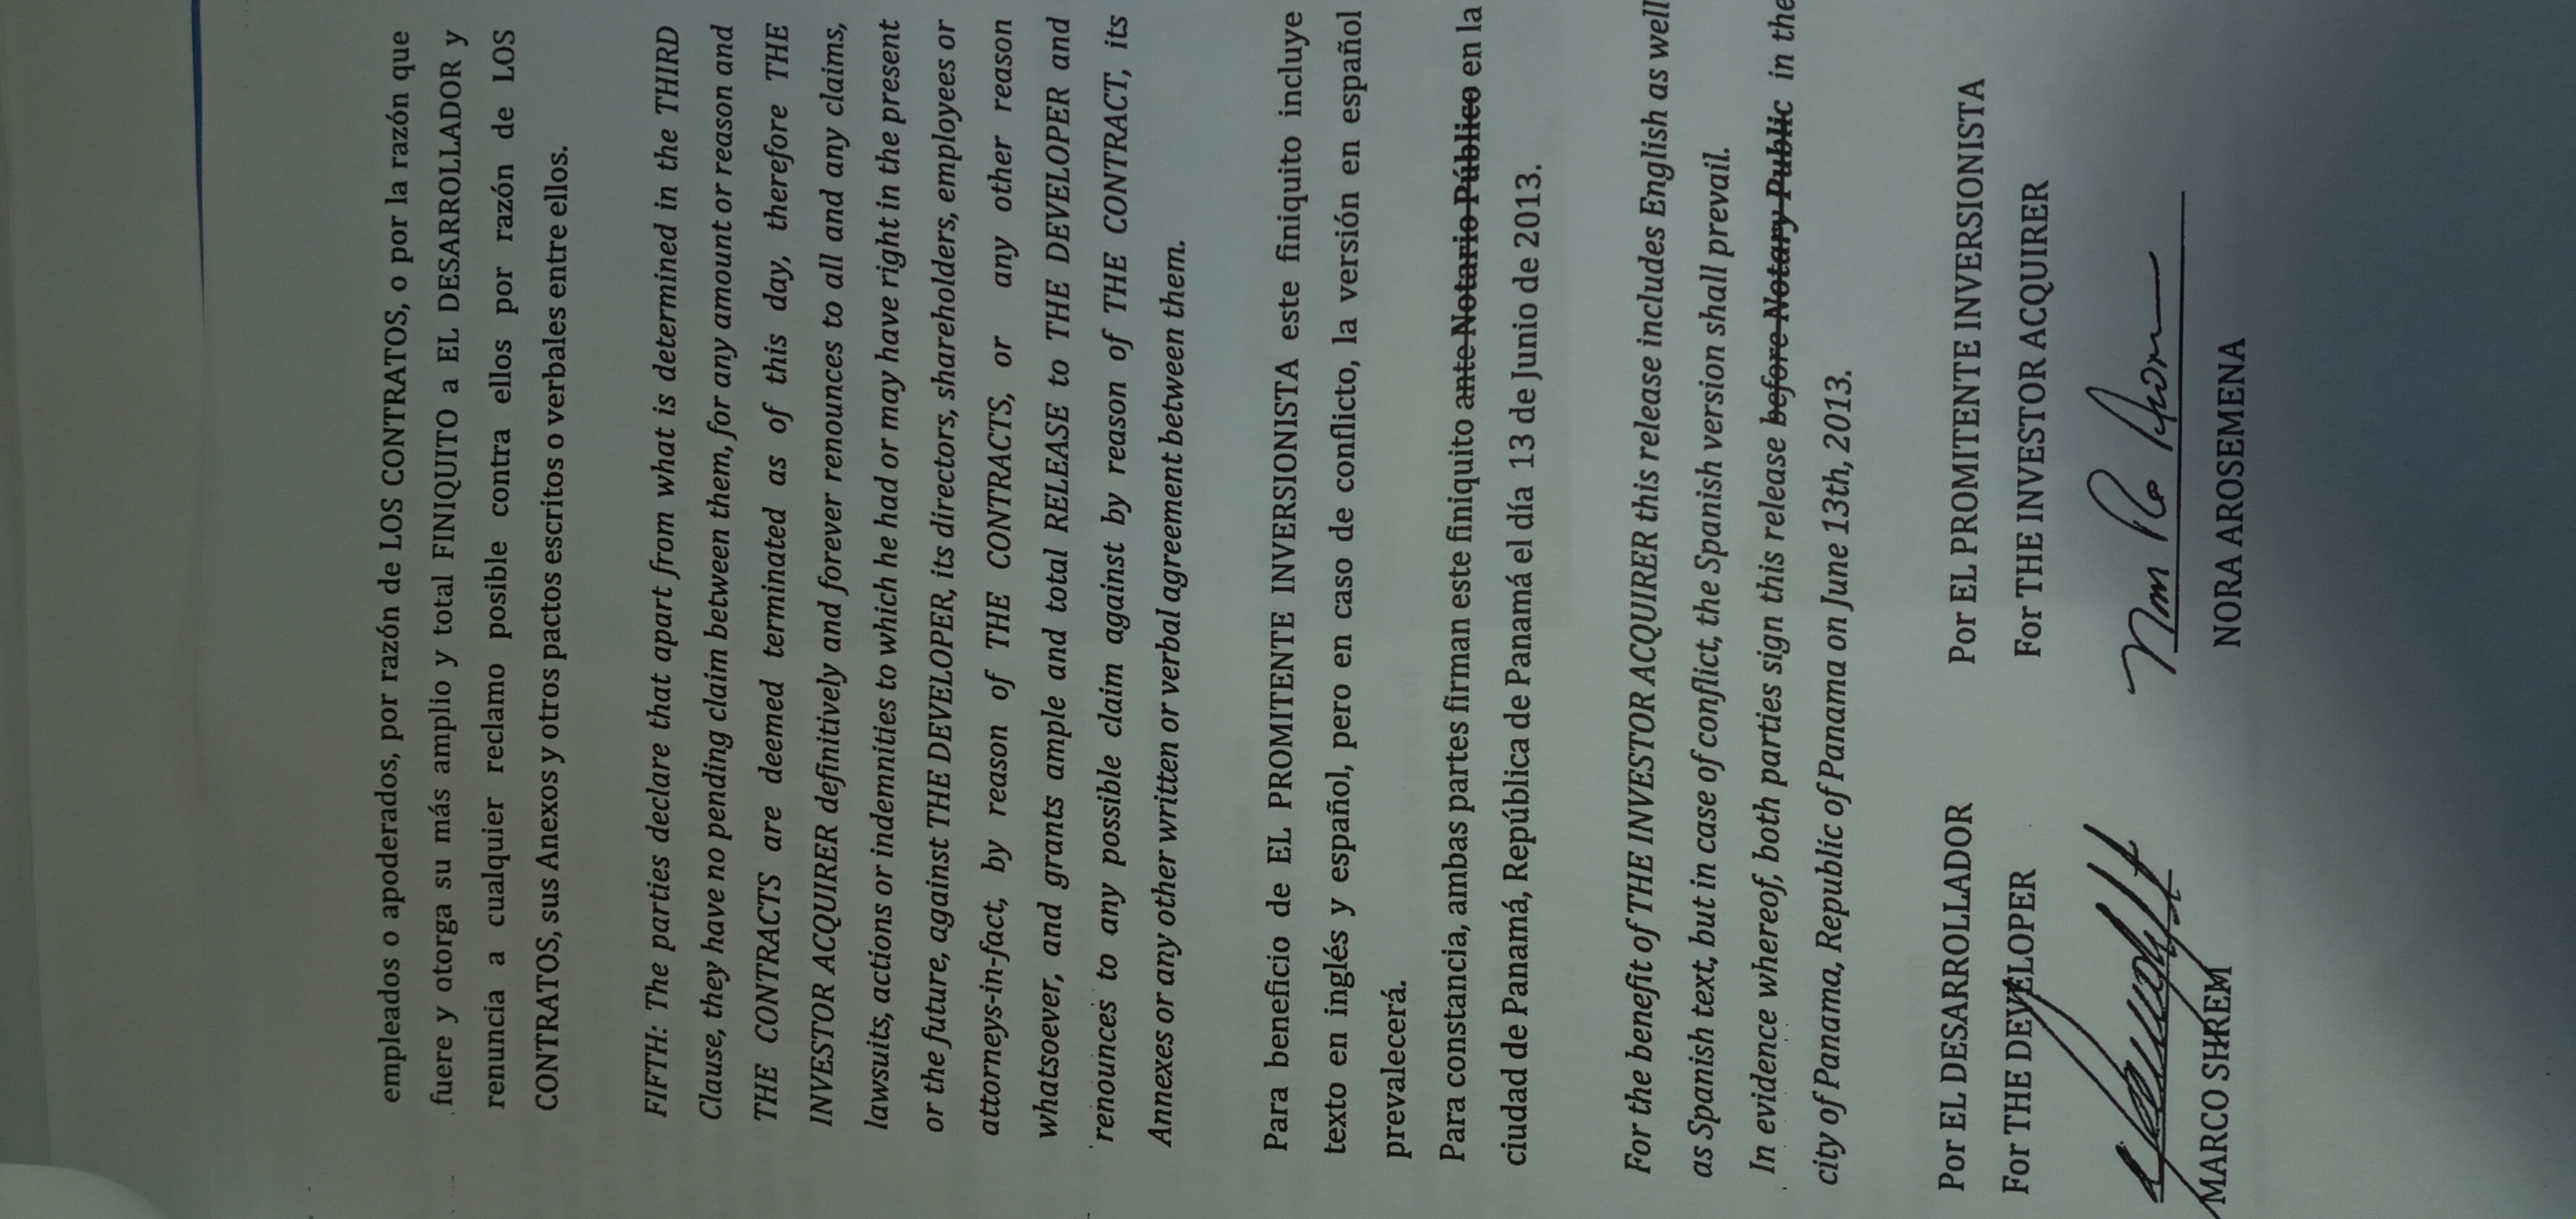 empleados o apoderados, por razón de LOS CONTRATOS, o por la razón que
fuere y otorga su más amplio y total FINIQUITO a EL DESARROLLADOR y
renuncia a cualquier reclamo posible contra ellos por razón de LOS
CONTRATOS, sus Anexos y otros pactos escritos o verbales entre ellos.
FIFTH: The parties declare that apart from what is determined in the THIRD
Clause, they have no pending claim between them, for any amount or reason and
THE CONTRACTS are deemed terminated as of this day, therefore THE
INVESTOR ACQUIRER definitively and forever renounces to all and any claims,
lawsuits, actions or indemnities to which he had or may have right in the present
or the future, against THE DEVELOPER, its directors, shareholders, employees or
attorneys-in-fact, by reason of THE CONTRACTS, or any other reason
whatsoever, and grants ample and total RELEASE to THE DEVELOPER and
renounces to any possible claim against by reason of THE CONTRACT, its
Annexes or any other written or verbal agreement between them.
Para beneficio de EL PROMITENTE INVERSIONISTA este finiquito incluye
texto en inglés y español, pero en caso de conflicto, la versión en español
prevalecerá.
Para constancia, ambas partes firman este finiquito ante Notario Público en la
ciudad de Panamá, República de Panamá el día 13 de Junio de 2013.
For the benefit of THE INVESTOR ACQUIRER this release includes English as well
as Spanish text, but in case of conflict, the Spanish version shall prevail.
In evidence whereof, both parties sign this release before Notary Public in the
city of Panama, Republic of Panama on June 13th, 2013.
Por EL DESARROLLADOR
For THE DEVELOPER
MARCO SHREM
Por EL PROMITENTE INVERSIONISTA
For THE INVESTOR ACQUIRER
NORA AROSEMENA